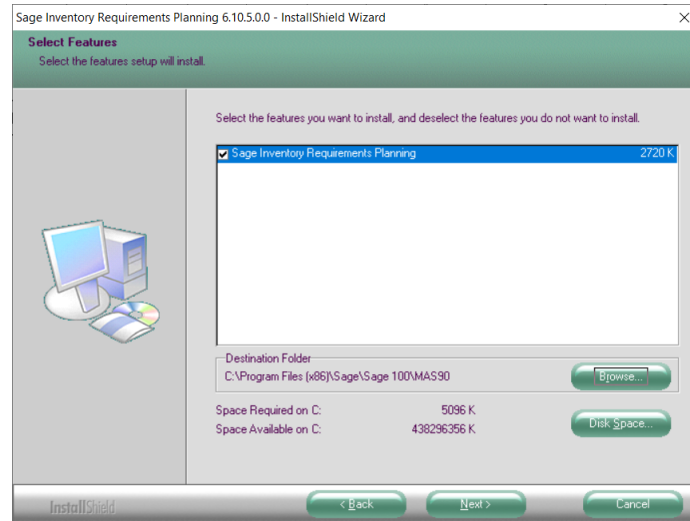 Sage Inventory Requirements Planning 6.10.5.0.0 - InstallShield Wizard
Select Features
Select the features setup will install.
Select the features you want to install, and deselect the features you do not want to install.
Sage Inventory Requirements Planning 2720 K
Destination Folder
C:\Program Files (x86)\Sage\Sage 100\MAS90
Browse...
Space Required on C: 5096 K
Space Available on C: 438296356 K
Disk Space...
InstallShield
< Back
Next >
Cancel